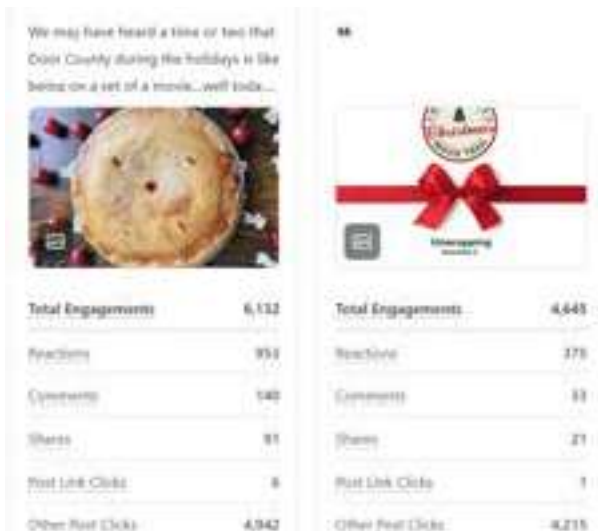 We may have heard a time or two that
Door County during the holidays is like
being on a set of a movie...well toda...
Total Engagements 6,132
Reactions 953
Comments 140
Shares 91
Post Link Clicks 6
Other Post Clicks 4,942
Christmas
Unwrapping
Total Engagements 4,645
Reactions 375
Comments 33
Shares 21
Post Link Clicks 1
Other Post Clicks 4,215